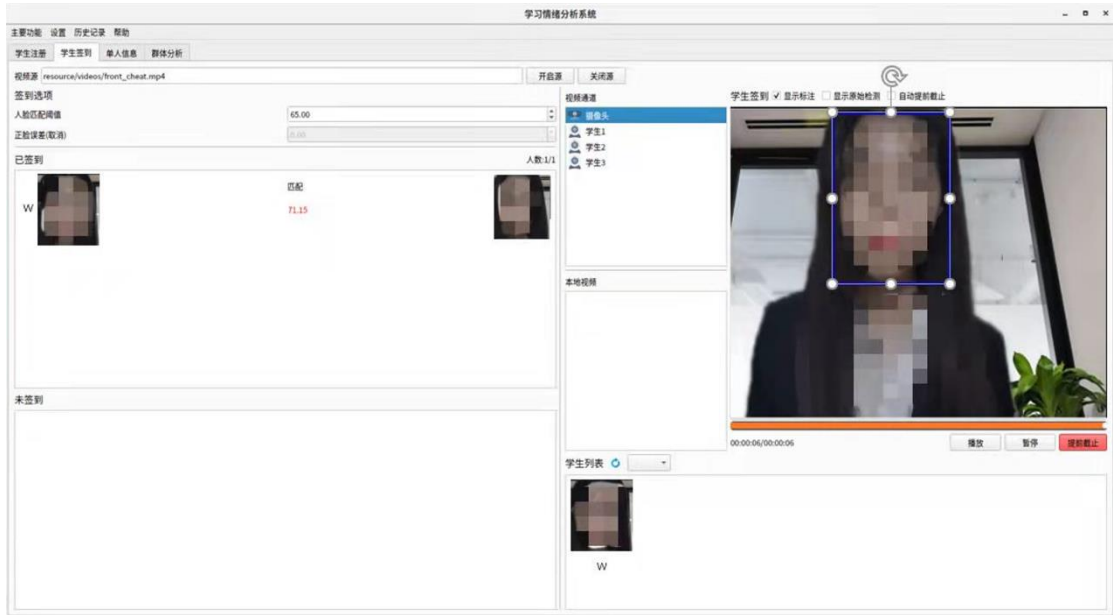 学习情绪分析系统
主要功能 设置 历史记录 帮助
学生注册 学生签到 单人信息 群体分析
视频源 resource/videos/front_cheat.mp4 开启源 关闭源
签到选项
人脸匹配阈值 65.00
正脸误差(取消) 0.00
已签到 人数:1/1
W
匹配
71.15
未签到
视频通道
摄像头
学生1
学生2
学生3
本地视频
学生签到 显示标注 显示原始检测 自动提前截止
00:00:06/00:00:06 播放 暂停 提前截止
学生列表
W